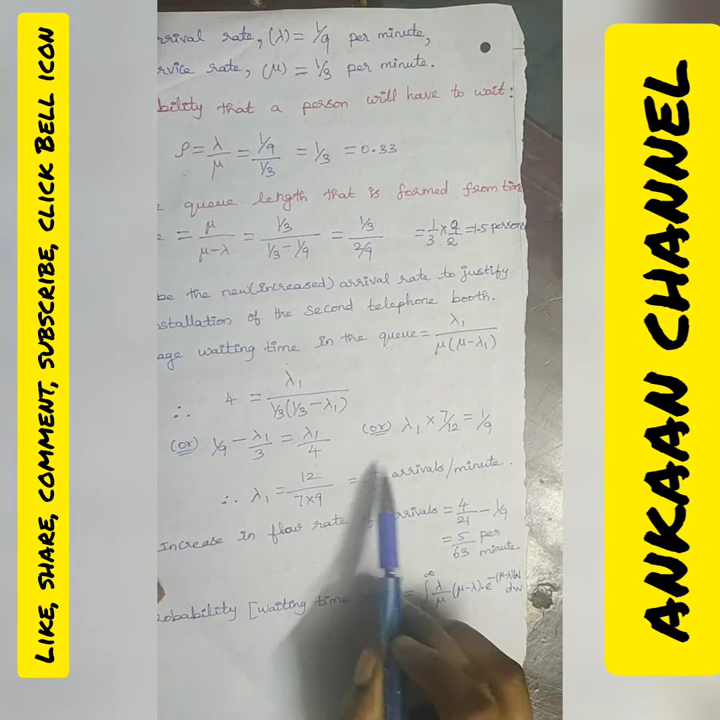 LIKE, SHARE, COMMENT, SUBSCRIBE, CLICK BELL ICON
rrival rate, (λ) = 1/9 per minute,
rvice rate, (μ) = 1/3 per minute.
bility that a person will have to wait:
ρ = λ/μ = (1/9)/(1/3) = 1/3 = 0.33
queue length that is formed from tim
= μ/(μ-λ) = (1/3)/(1/3 - 1/9) = (1/3)/(2/9) = 1/3 × 9/2 = 1.5 persons
be the new (increased) arrival rate to justify
stallation of the second telephone booth.
age waiting time in the queue = λ₁/(μ(μ-λ₁))
∴ 4 = λ₁/(1/3(1/3 - λ₁))
(or) 1/9 - λ₁/3 = λ₁/4 (or) λ₁ × 7/12 = 1/9
∴ λ₁ = 12/(7×9) = arrivals/minute.
Increase in flow rate arrivals = 4/21 - 1/9
= 5/63 per minute.
robability [Waiting time = ∫^∞ λ/μ (μ-λ)·e^-(μ-λ)w dw
ANKAAN CHANNEL